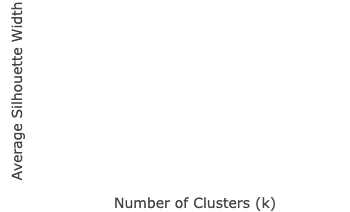 Average Silhouette Width
Number of Clusters (k)